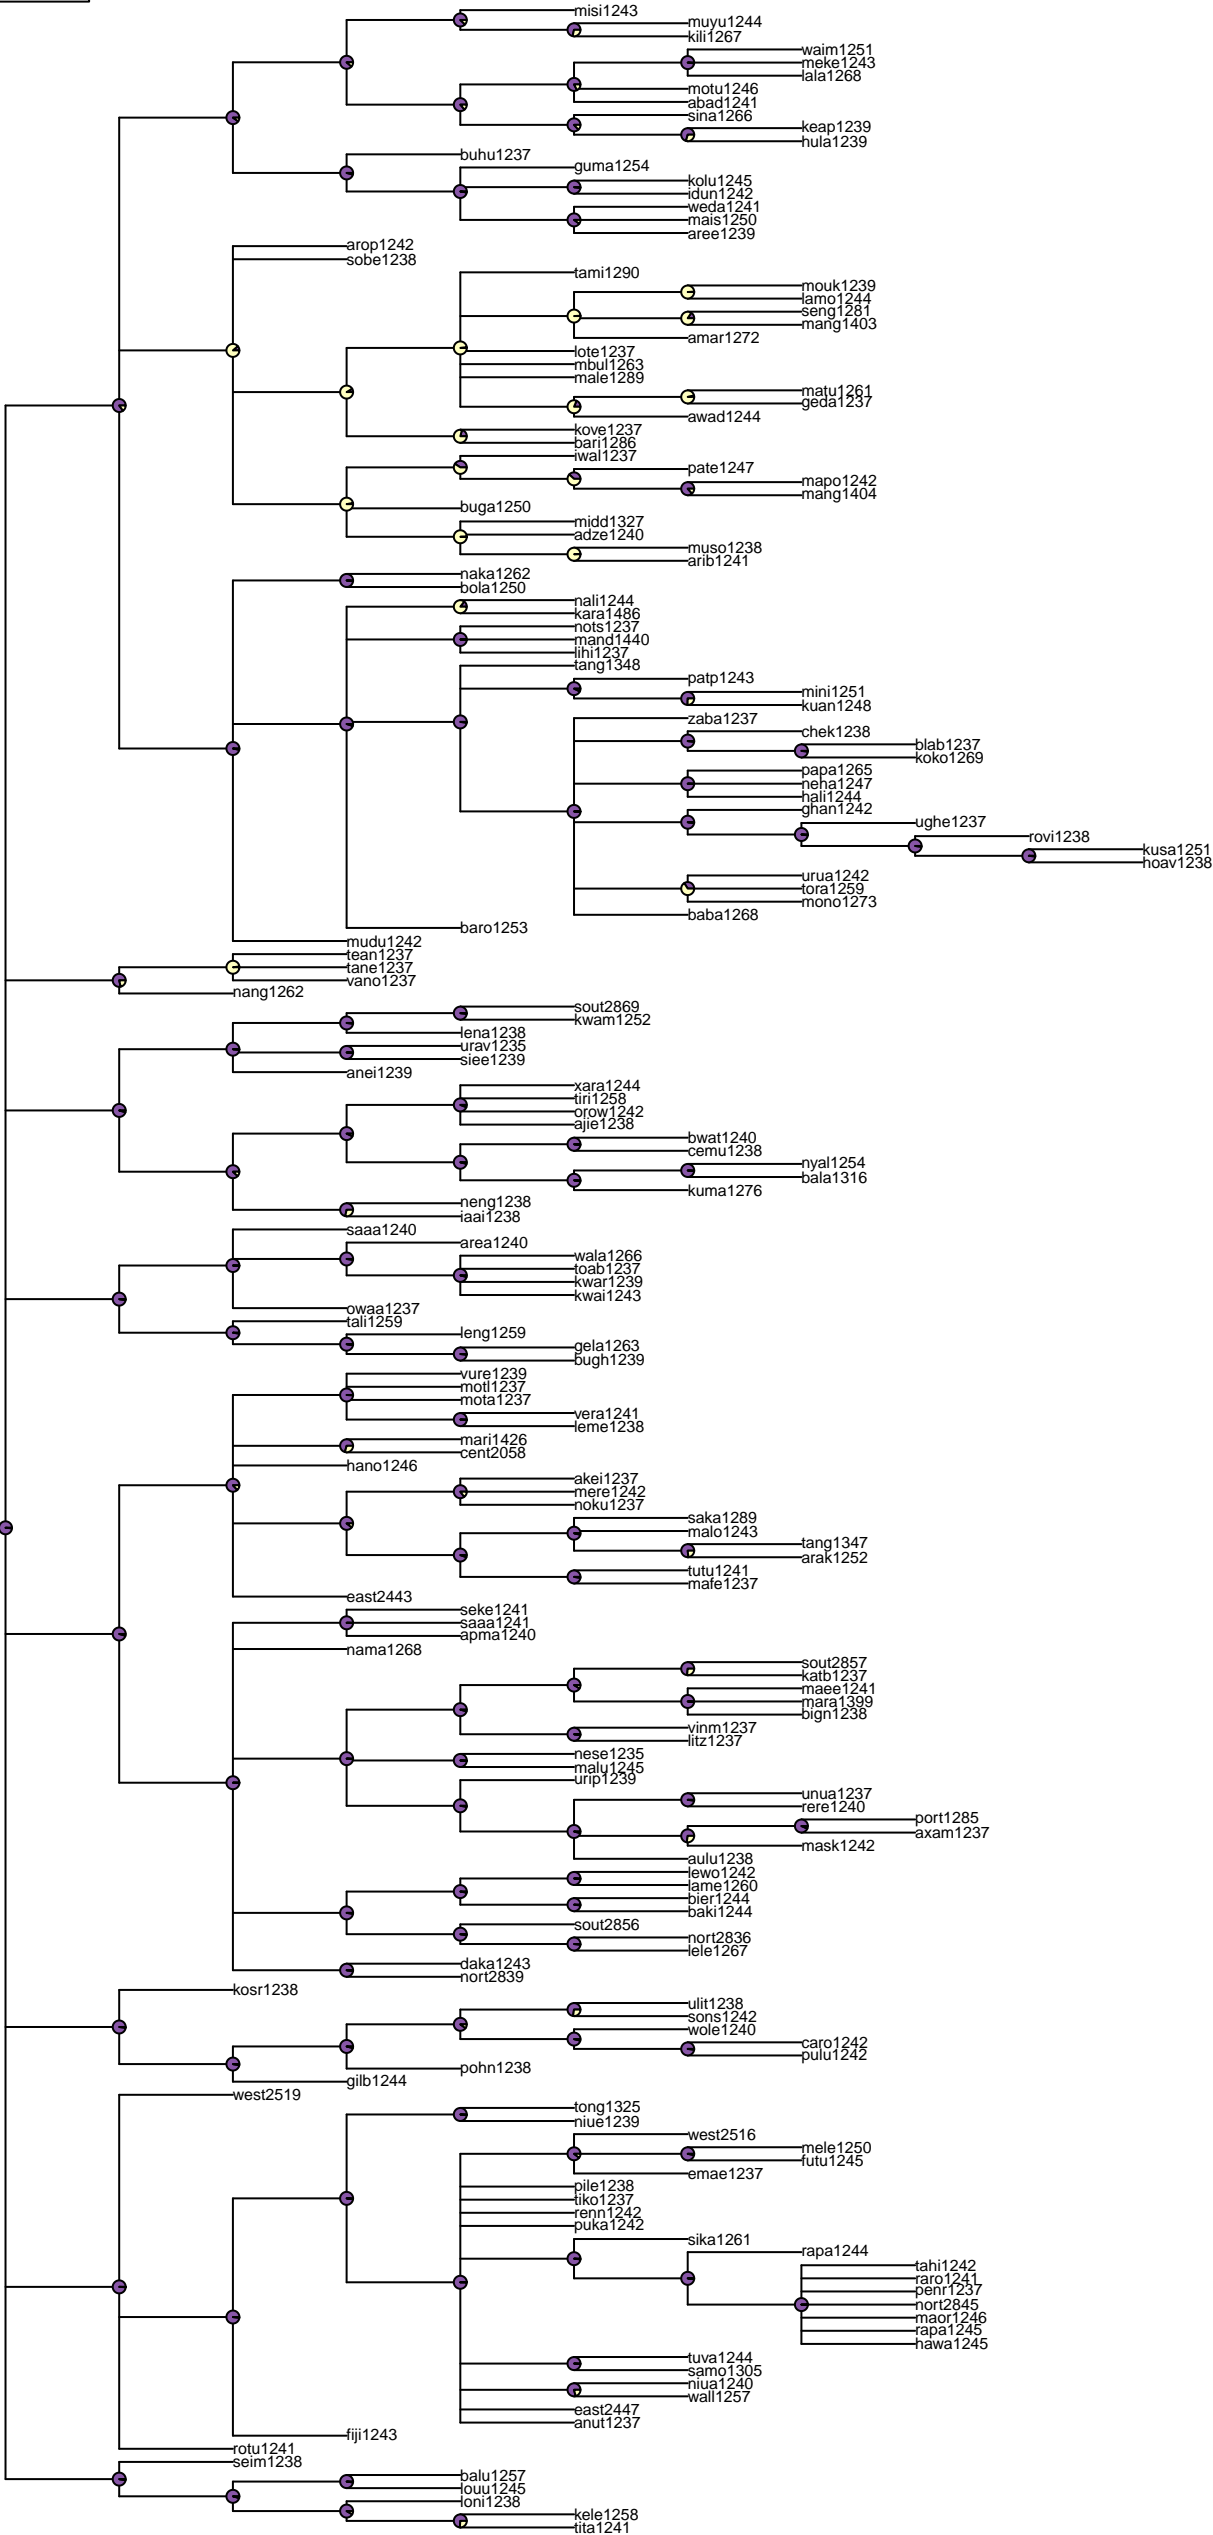 misi1243
muyu1244
kili1267
waim1251
meke1243
lala1268
motu1246
abad1241
sina1266
keap1239
hula1239
buhu1237
guma1254
kolu1245
idun1242
weda1241
mais1250
aree1239
arop1242
sobe1238
tami1290
mouk1239
lamo1244
seng1281
mang1403
amar1272
lote1237
mbul1263
male1289
matu1261
geda1237
awad1244
kove1237
bari1286
iwal1237
pate1247
mapo1242
mang1404
buga1250
midd1327
adze1240
muso1238
arib1241
naka1262
bola1250
nali1244
kara1486
nots1237
mand1440
lihi1237
tang1348
patp1243
mini1251
kuan1248
zaba1237
chek1238
blab1237
koko1269
papa1265
neha1247
hali1244
ghan1242
ughe1237
rovi1238
kusa1251
hoav1238
urua1242
tora1259
mono1273
baba1268
baro1253
mudu1242
tean1237
tane1237
vano1237
nang1262
sout2869
kwam1252
lena1238
urav1235
siee1239
anei1239
xara1244
tiri1258
orow1242
ajie1238
bwat1240
cemu1238
nyal1254
bala1316
kuma1276
neng1238
iaai1238
saaa1240
area1240
wala1266
toab1237
kwar1239
kwai1243
owaa1237
tali1259
leng1259
gela1263
bugh1239
vure1239
motl1237
mota1237
vera1241
leme1238
mari1426
cent2058
hano1246
akei1237
mere1242
noku1237
saka1289
malo1243
tang1347
arak1252
tutu1241
mafe1237
east2443
seke1241
saaa1241
apma1240
nama1268
sout2857
katb1237
maee1241
mara1399
bign1238
vinm1237
litz1237
nese1235
malu1245
urip1239
unua1237
rere1240
port1285
axam1237
mask1242
aulu1238
lewo1242
lame1260
bier1244
baki1244
sout2856
nort2836
lele1267
daka1243
nort2839
kosr1238
ulit1238
sons1242
wole1240
caro1242
pulu1242
pohn1238
gilb1244
west2519
tong1325
niue1239
west2516
mele1250
futu1245
emae1237
pile1238
tiko1237
renn1242
puka1242
sika1261
rapa1244
tahi1242
raro1241
penr1237
nort2845
maor1246
rapa1245
hawa1245
tuva1244
samo1305
niua1240
wall1257
east2447
anut1237
fiji1243
rotu1241
seim1238
balu1257
louu1245
loni1238
kele1258
tita1241